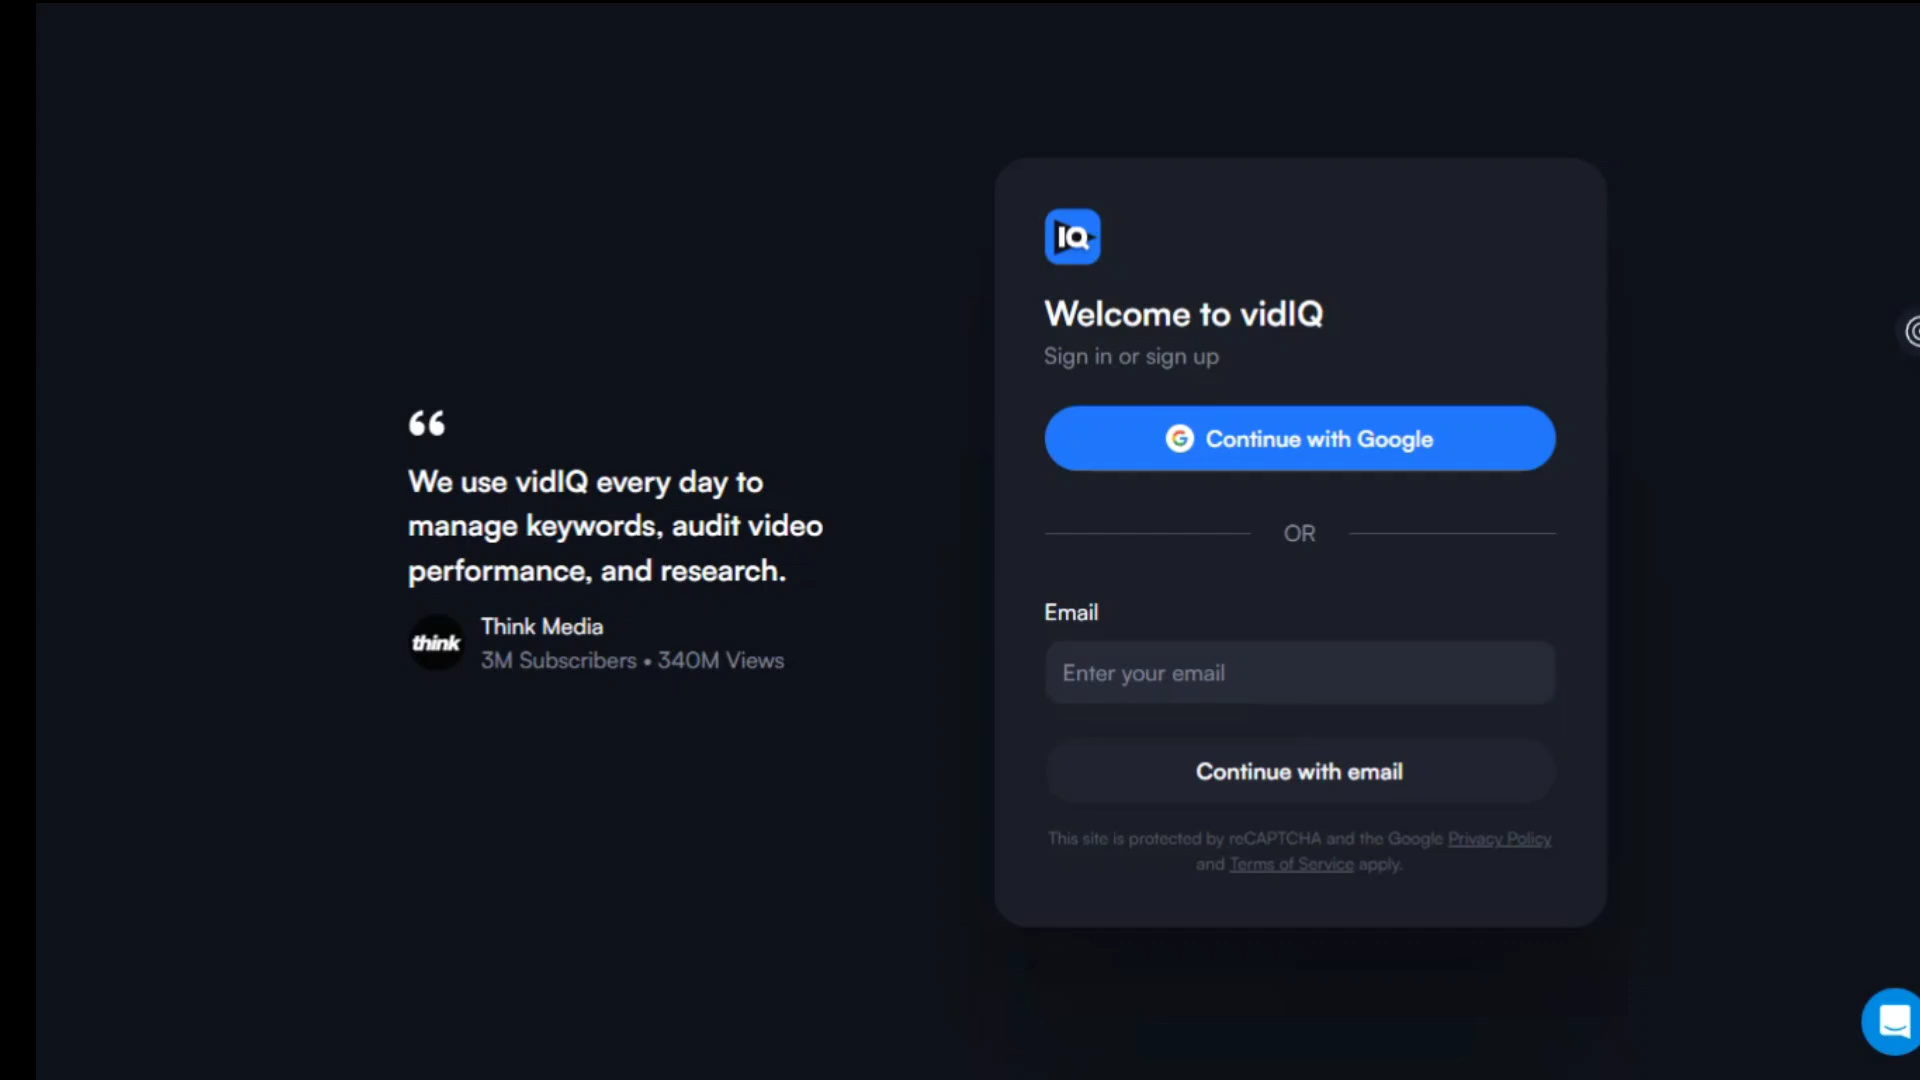 “
We use vidIQ every day to
manage keywords, audit video
performance, and research.
think
Think Media
3M Subscribers • 340M Views
IQ
Welcome to vidIQ
Sign in or sign up
G Continue with Google
OR
Email
Enter your email
Continue with email
This site is protected by reCAPTCHA and the Google Privacy Policy
and Terms of Service apply.